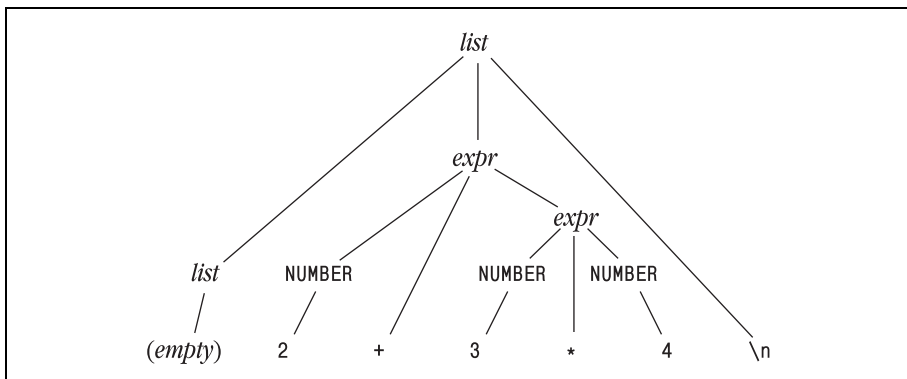 list
expr
expr
list NUMBER NUMBER NUMBER
(empty) 2 + 3 * 4 \n